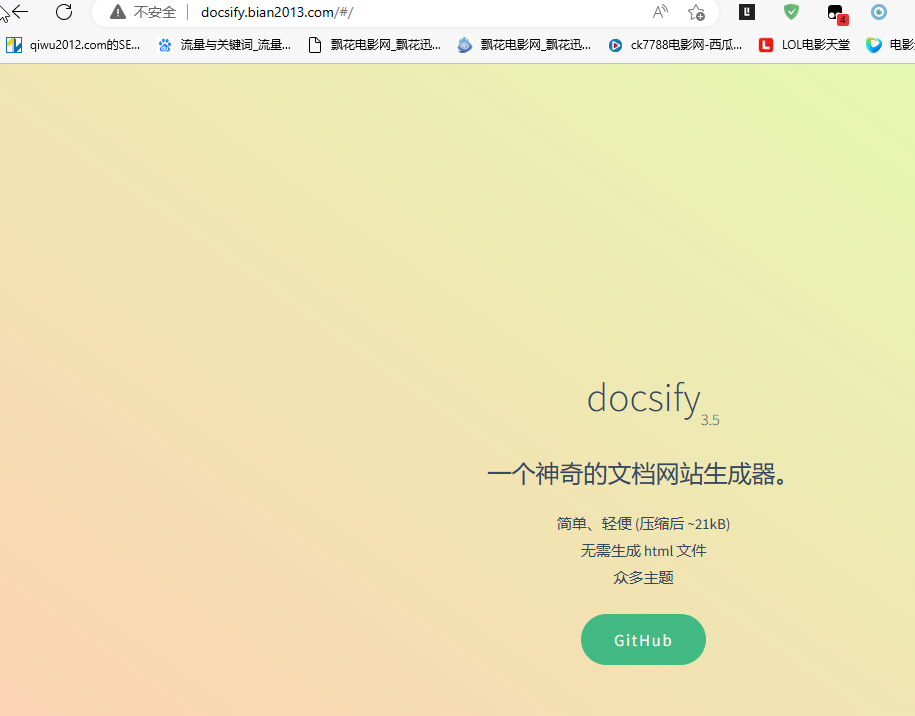 不安全 docsify.bian2013.com/#/
4
qiwu2012.com的SE... 流量与关键词_流量... 飘花电影网_飘花迅... 飘花电影网_飘花迅... ck7788电影网-西瓜... LOL电影天堂 电影
docsify 3.5
一个神奇的文档网站生成器。
简单、轻便 (压缩后 ~21kB)
无需生成 html 文件
众多主题
GitHub